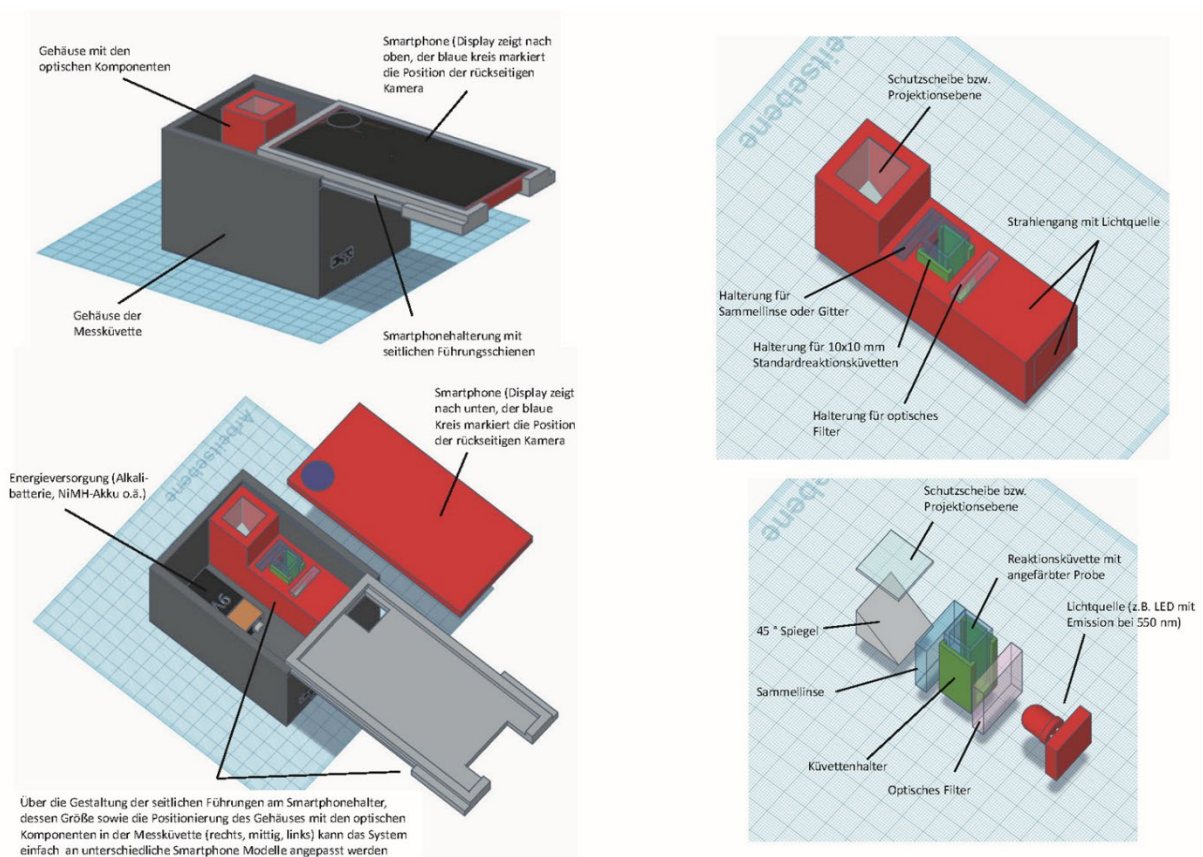 Gehäuse mit den
optischen Komponenten
Smartphone (Display zeigt nach
oben, der blaue kreis markiert
die Position der rückseitigen
Kamera
Gehäuse der
Messküvette
Smartphonehalterung mit
seitlichen Führungsschienen
Smartphone (Display zeigt
nach unten, der blaue
Kreis markiert die Position
der rückseitigen Kamera
Energieversorgung (Alkali-
batterie, NiMH-Akku o.ä.)
Arbeitsebene
9V
Über die Gestaltung der seitlichen Führungen am Smartphonehalter,
dessen Größe sowie die Positionierung des Gehäuses mit den optischen
Komponenten in der Messküvette (rechts, mittig, links) kann das System
einfach an unterschiedliche Smartphone Modelle angepasst werden
Arbeitsebene
Schutzscheibe bzw.
Projektionsebene
Strahlengang mit Lichtquelle
Halterung für
Sammellinse oder Gitter
Halterung für 10x10 mm
Standardreaktionsküvetten
Halterung für optisches
Filter
ebene
Schutzscheibe bzw.
Projektionsebene
Reaktionsküvette mit
angefärbter Probe
Lichtquelle (z.B. LED mit
Emission bei 550 nm)
45 ° Spiegel
Sammellinse
Küvettenhalter
Optisches Filter